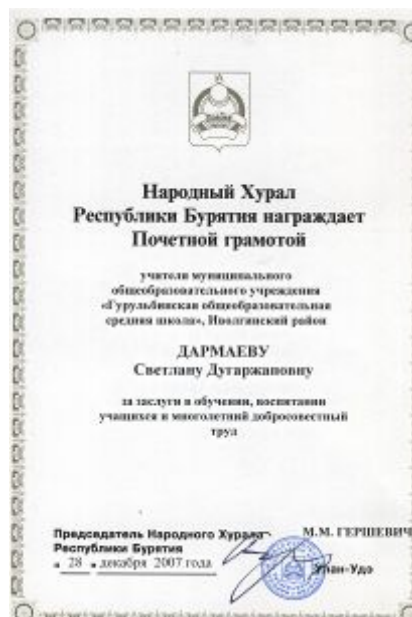 Народный Хурал
Республики Бурятия награждает
Почетной грамотой
учителя муниципального
общеобразовательного учреждения
«Гурульбинская общеобразовательная
средняя школа», Иволгинский район
ДАРМАЕВУ
Светлану Дугаржаповну
за заслуги в обучении, воспитании
учащихся и многолетний добросовестный
труд
Председатель Народного Хурала М.М. ГЕРШЕВИЧ
Республики Бурятия
« 28 » декабря 2007 года Улан-Удэ